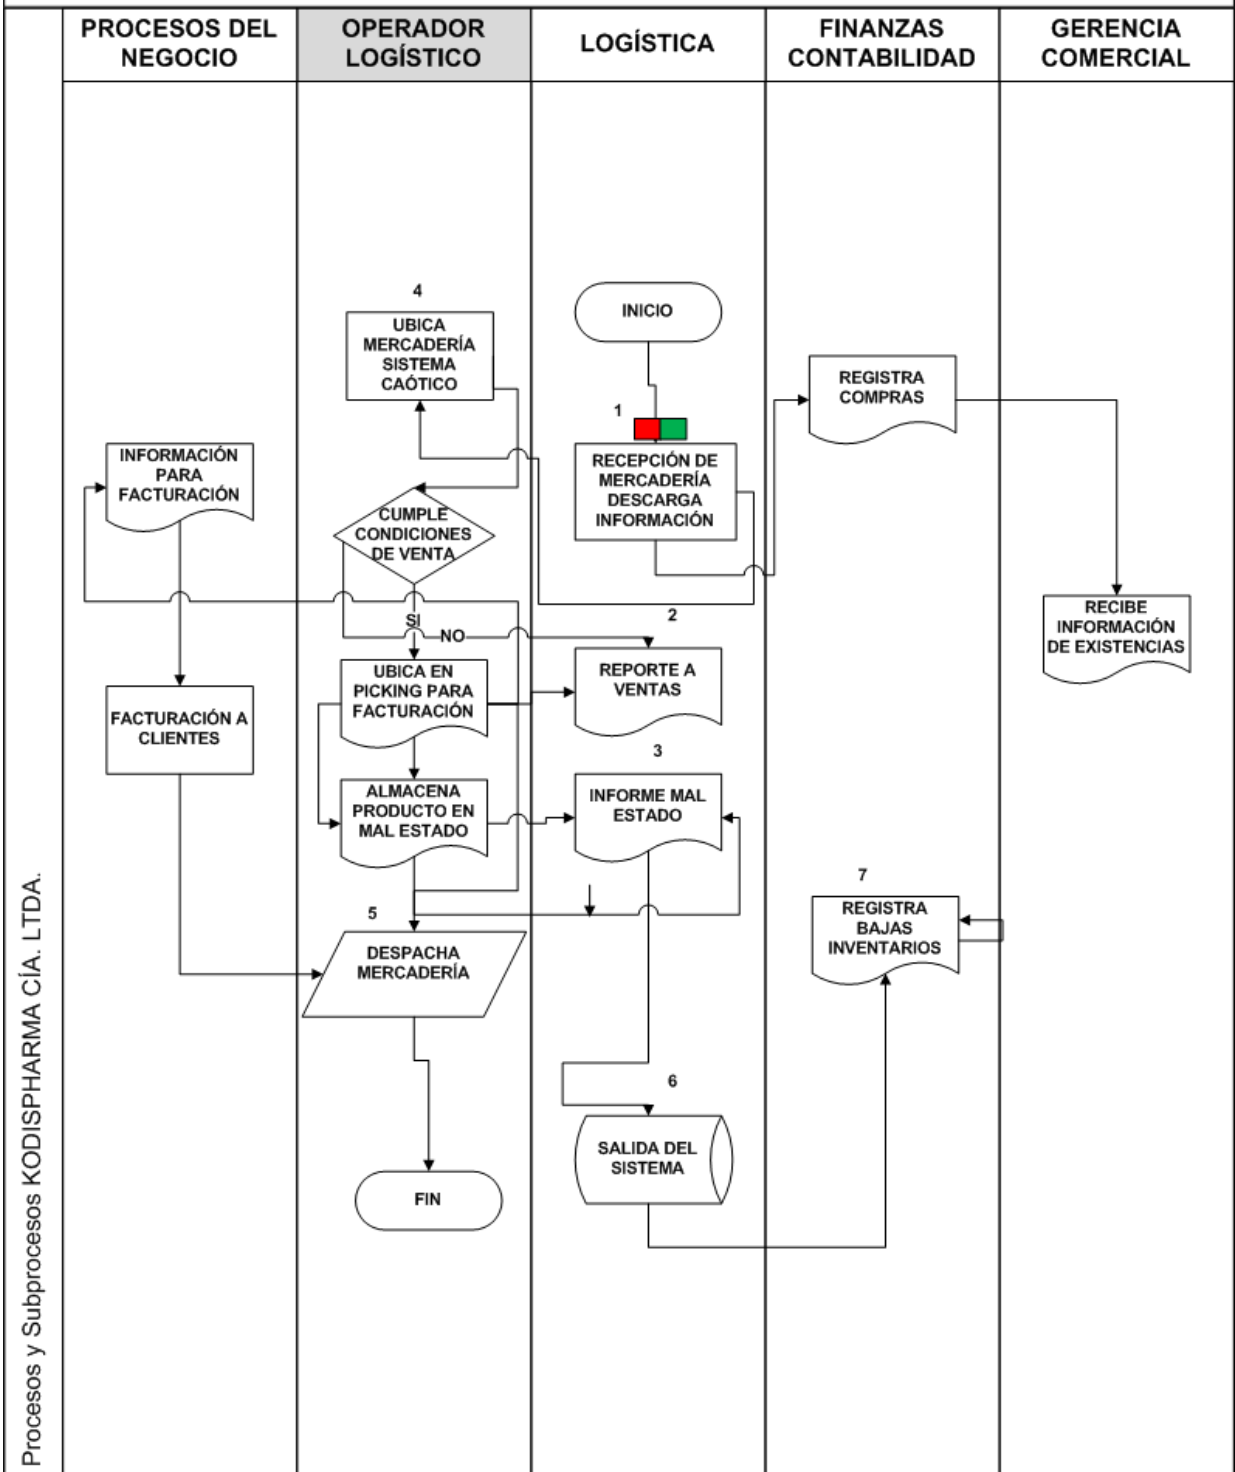 PROCESOS DEL
NEGOCIO
OPERADOR
LOGÍSTICO
LOGÍSTICA
FINANZAS
CONTABILIDAD
GERENCIA
COMERCIAL
4
UBICA
MERCADERÍA
SISTEMA
CAÓTICO
INICIO
1
RECEPCIÓN DE
MERCADERÍA
DESCARGA
INFORMACIÓN
REGISTRA
COMPRAS
INFORMACIÓN
PARA
FACTURACIÓN
CUMPLE
CONDICIONES
DE VENTA
SI
NO
2
RECIBE
INFORMACIÓN
DE EXISTENCIAS
UBICA EN
PICKING PARA
FACTURACIÓN
REPORTE A
VENTAS
FACTURACIÓN A
CLIENTES
3
ALMACENA
PRODUCTO EN
MAL ESTADO
INFORME MAL
ESTADO
7
REGISTRA
BAJAS
INVENTARIOS
5
DESPACHA
MERCADERÍA
6
SALIDA DEL
SISTEMA
FIN
Procesos y Subprocesos KODISPHARMA CÍA. LTDA.